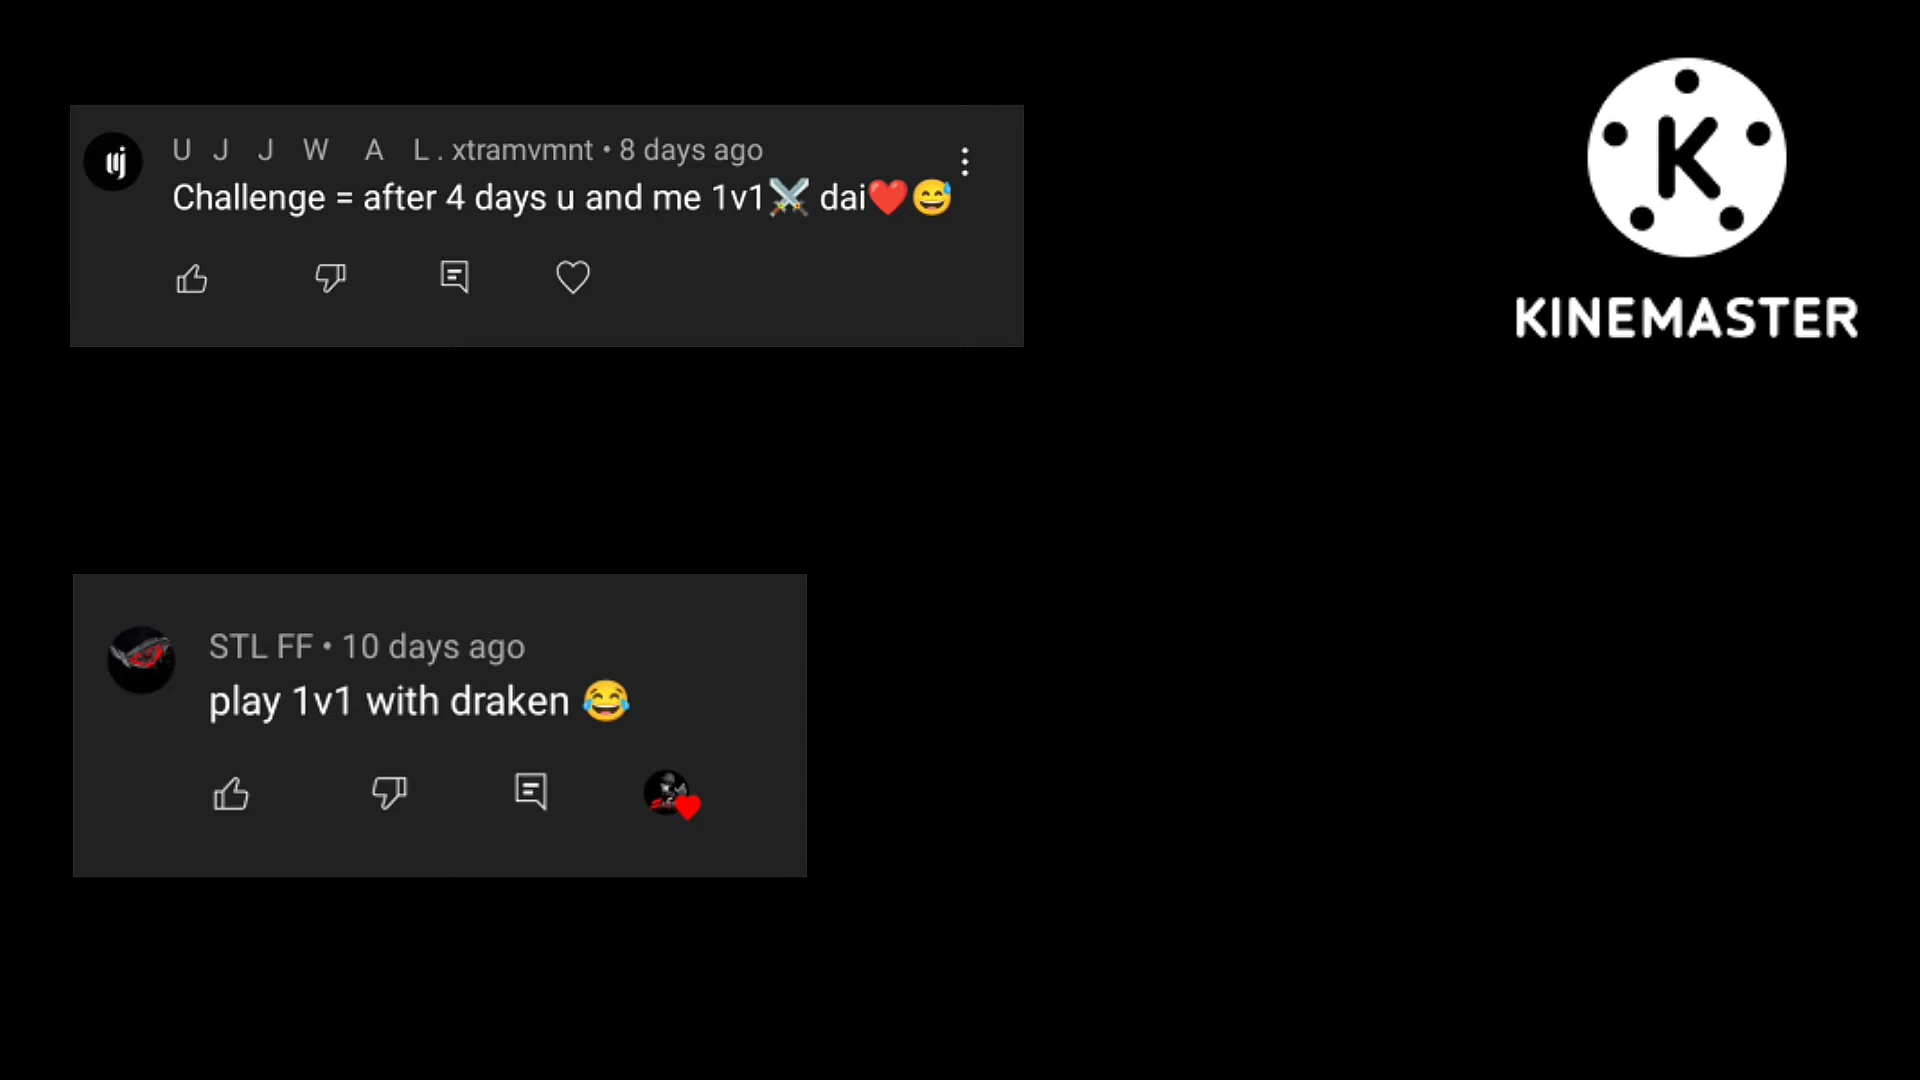 U J J W A L . xtramvmnt • 8 days ago
Challenge = after 4 days u and me 1v1⚔️ dai❤️😅
K
KINEMASTER
STL FF • 10 days ago
play 1v1 with draken 😂